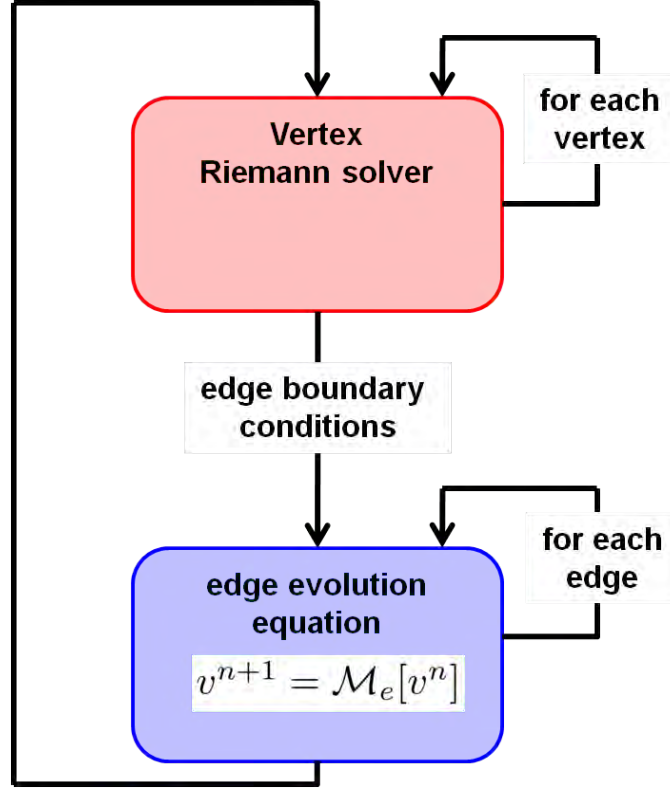 Vertex
Riemann solver
for each
vertex
edge boundary
conditions
for each
edge
edge evolution
equation
$v^{n+1} = \mathcal{M}_e[v^n]$